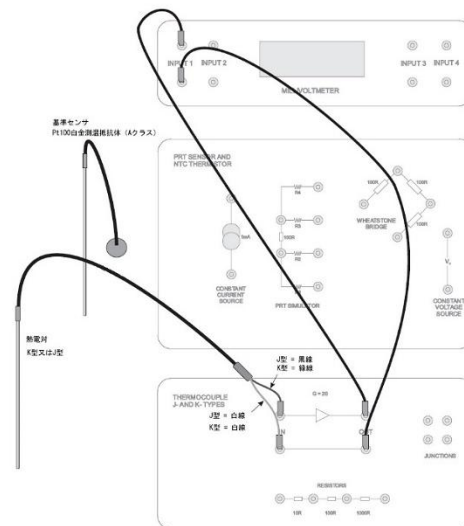 INPUT 1
INPUT 2
INPUT 3
INPUT 4
MILLIVOLTMETER
基準センサ
Pt100白金測温抵抗体（Aクラス）
PRT SENSOR AND
NTC THERMISTOR
R4
R3
100R
R2
5mA
CONSTANT
CURRENT
SOURCE
PRT SIMULATOR
100R
100R
100R
WHEATSTONE
BRIDGE
CONSTANT
VOLTAGE
SOURCE
熱電対
K型又はJ型
J型 = 黒線
K型 = 緑線
THERMOCOUPLE
J- AND K- TYPES
G = 20
J型 = 白線
K型 = 白線
IN
OUT
JUNCTIONS
RESISTORS
10R
100R
1000R